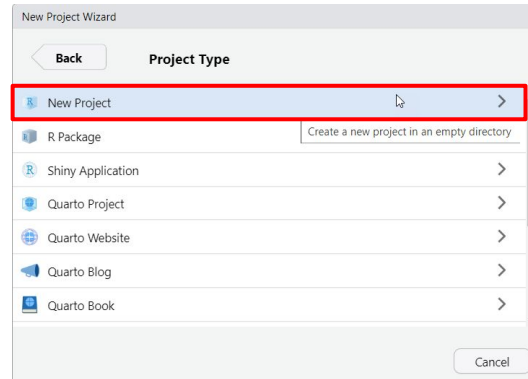 New Project Wizard
Back
Project Type
New Project
R Package
Create a new project in an empty directory
R Shiny Application
Quarto Project
Quarto Website
Quarto Blog
Quarto Book
Cancel